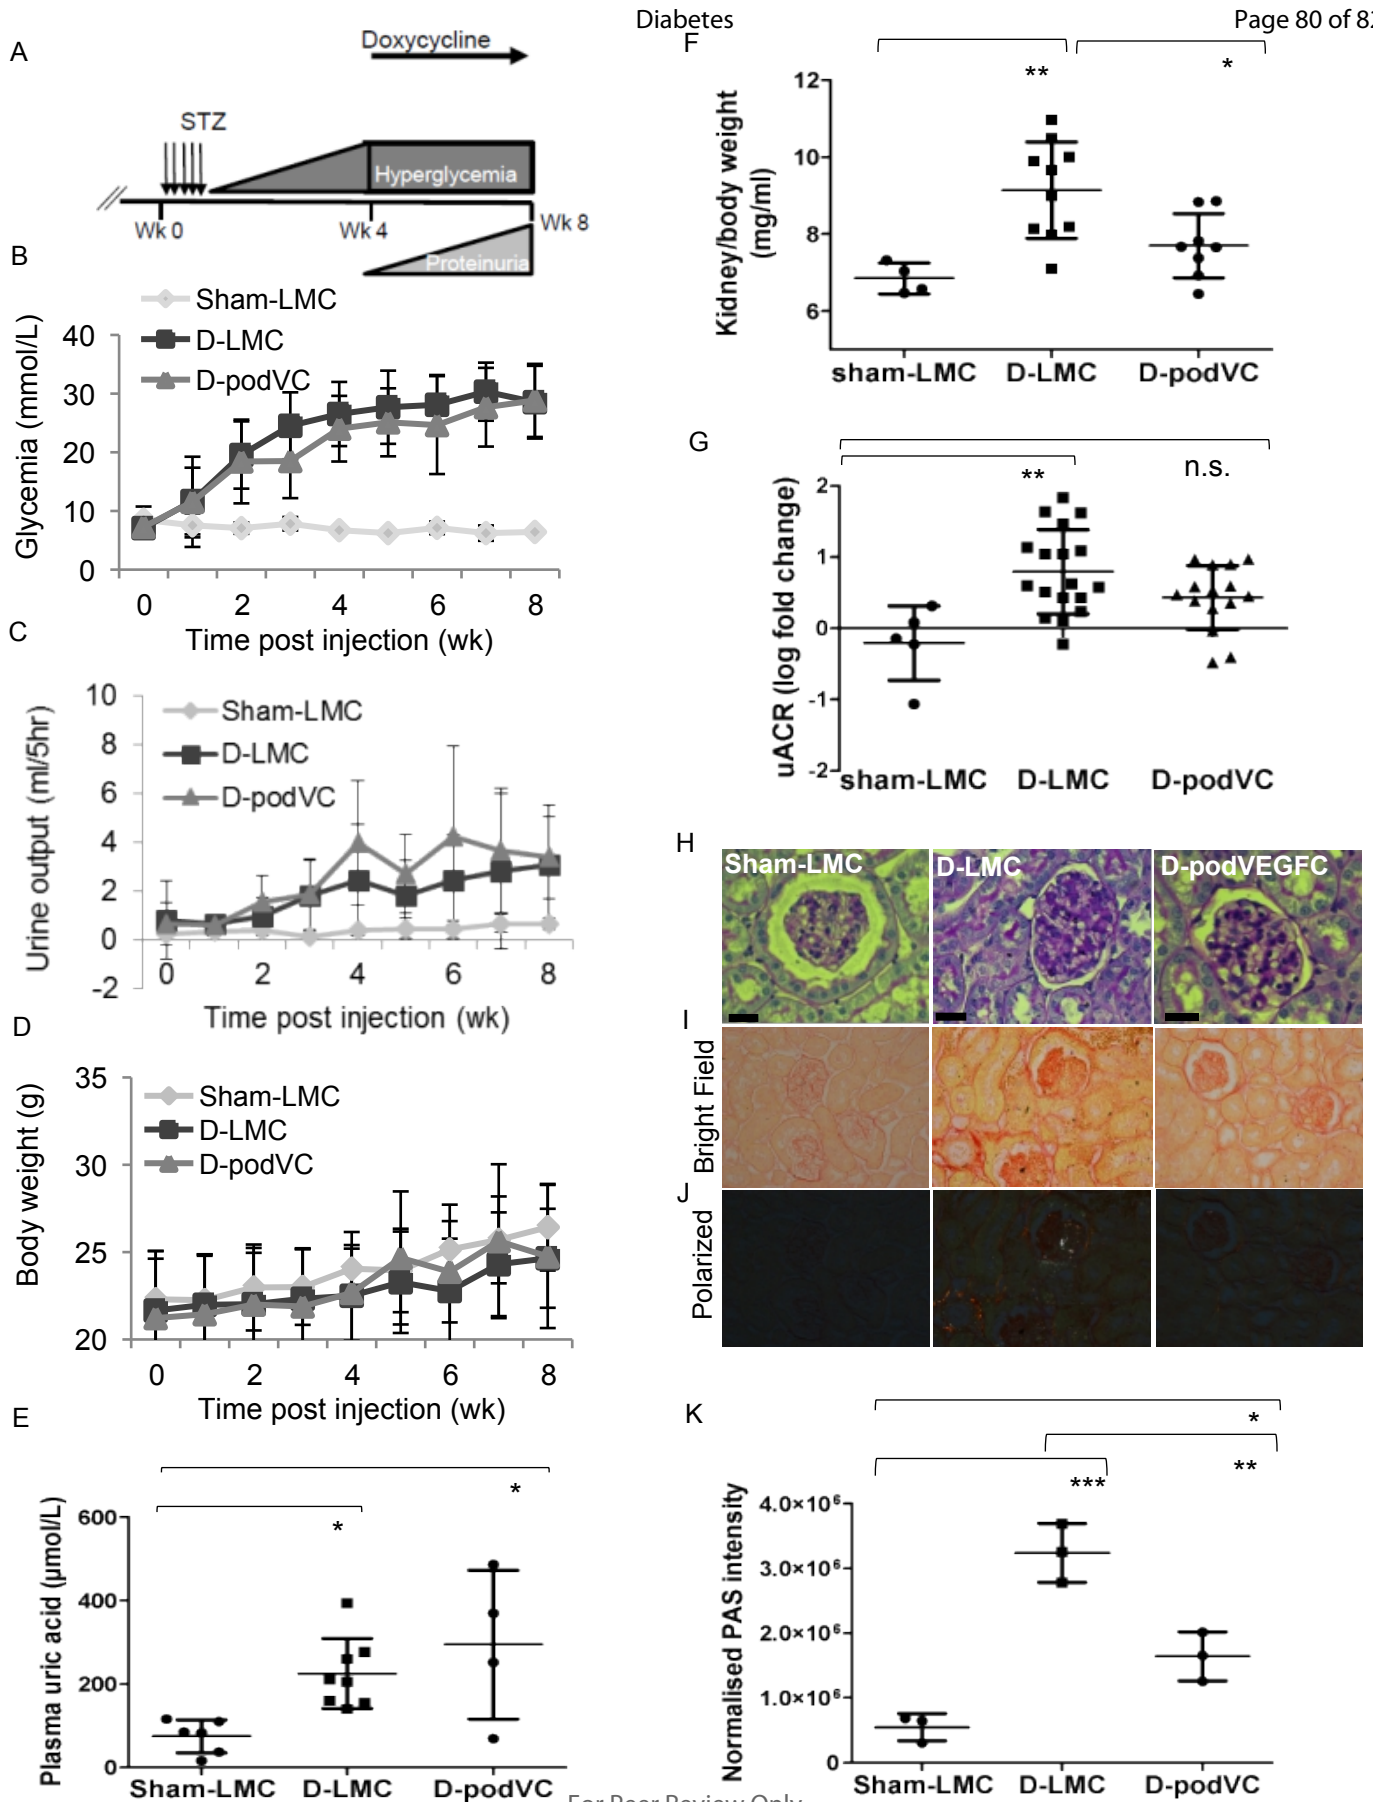 Diabetes
Page 80 of 82
A
Doxycycline
STZ
Hyperglycemia
Wk 0
Wk 4
Wk 8
Proteinuria
B
Sham-LMC
D-LMC
D-podVC
Glycemia (mmol/L)
40
30
20
10
0
0 2 4 6 8
Time post injection (wk)
C
Sham-LMC
D-LMC
D-podVC
Urine output (ml/5hr)
10
8
6
4
2
0
-2
0 2 4 6 8
Time post injection (wk)
D
Sham-LMC
D-LMC
D-podVC
Body weight (g)
35
30
25
20
0 2 4 6 8
Time post injection (wk)
E
*
*
Plasma uric acid (μmol/L)
600
400
200
0
Sham-LMC D-LMC D-podVC
F
**
*
Kidney/body weight
(mg/ml)
12
10
8
6
sham-LMC D-LMC D-podVC
G
**
n.s.
uACR (log fold change)
2
1
0
-1
-2
sham-LMC D-LMC D-podVC
H
Sham-LMC D-LMC D-podVEGFC
I
Bright Field
J
Polarized
K
*
**
***
Normalised PAS intensity
4.0×10⁶
3.0×10⁶
2.0×10⁶
1.0×10⁶
0
Sham-LMC D-LMC D-podVC
For Peer Review Only